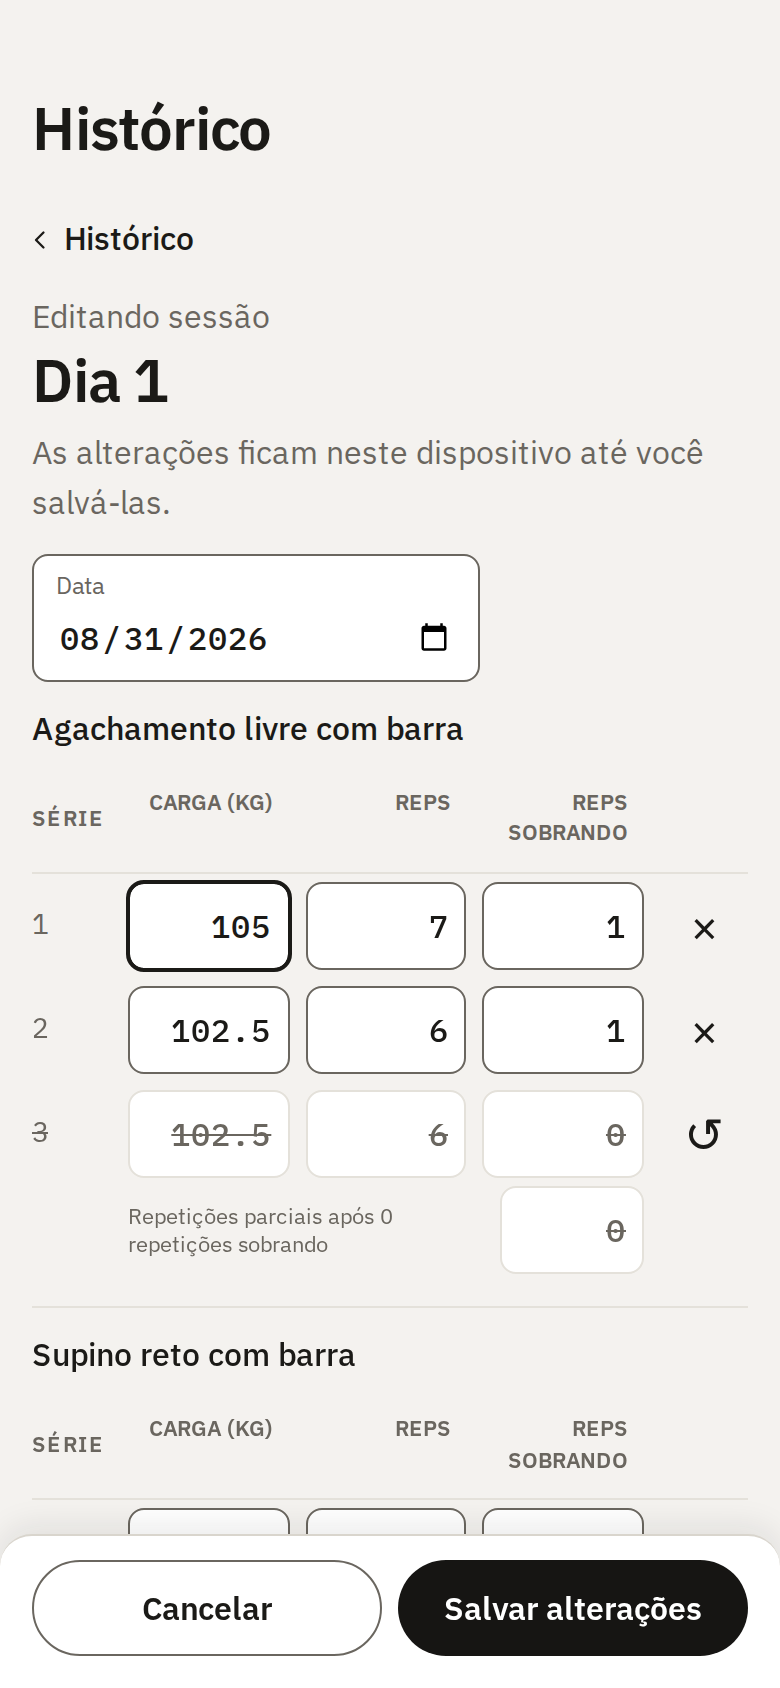 Histórico
Histórico
Editando sessão
Dia 1
As alterações ficam neste dispositivo até você
salvá-las.
Data
08/31/2026
Agachamento livre com barra
SÉRIE CARGA (KG) REPS REPS SOBRANDO
1 105 7 1 ×
2 102.5 6 1 ×
3 102.5 6 0 ↺
Repetições parciais após 0
repetições sobrando
0
Supino reto com barra
SÉRIE CARGA (KG) REPS REPS SOBRANDO
Cancelar Salvar alterações